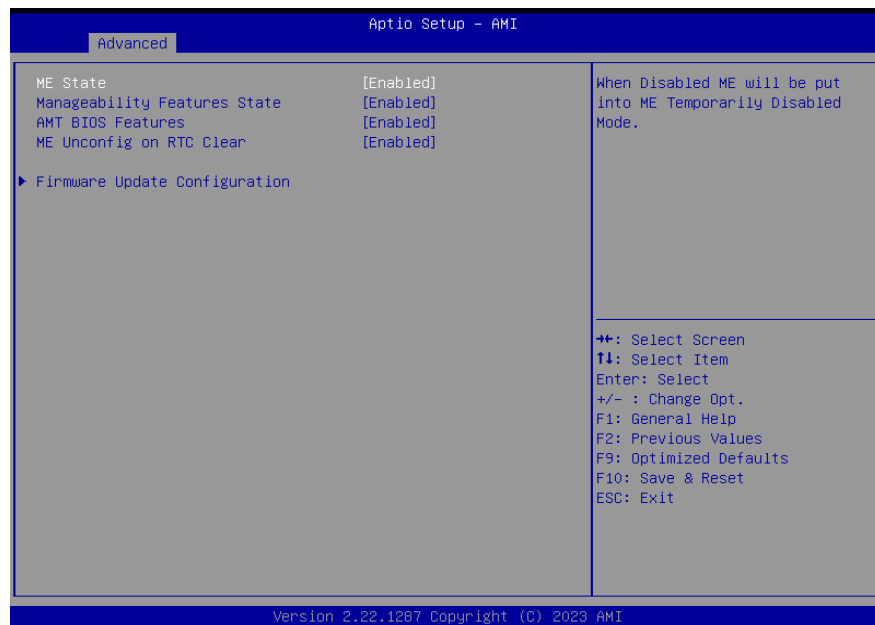 Aptio Setup – AMI
Advanced
ME State [Enabled]
Manageability Features State [Enabled]
AMT BIOS Features [Enabled]
ME Unconfig on RTC Clear [Enabled]
Firmware Update Configuration
When Disabled ME will be put
into ME Temporarily Disabled
Mode.
→←: Select Screen
↑↓: Select Item
Enter: Select
+/- : Change Opt.
F1: General Help
F2: Previous Values
F9: Optimized Defaults
F10: Save & Reset
ESC: Exit
Version 2.22.1287 Copyright (C) 2023 AMI